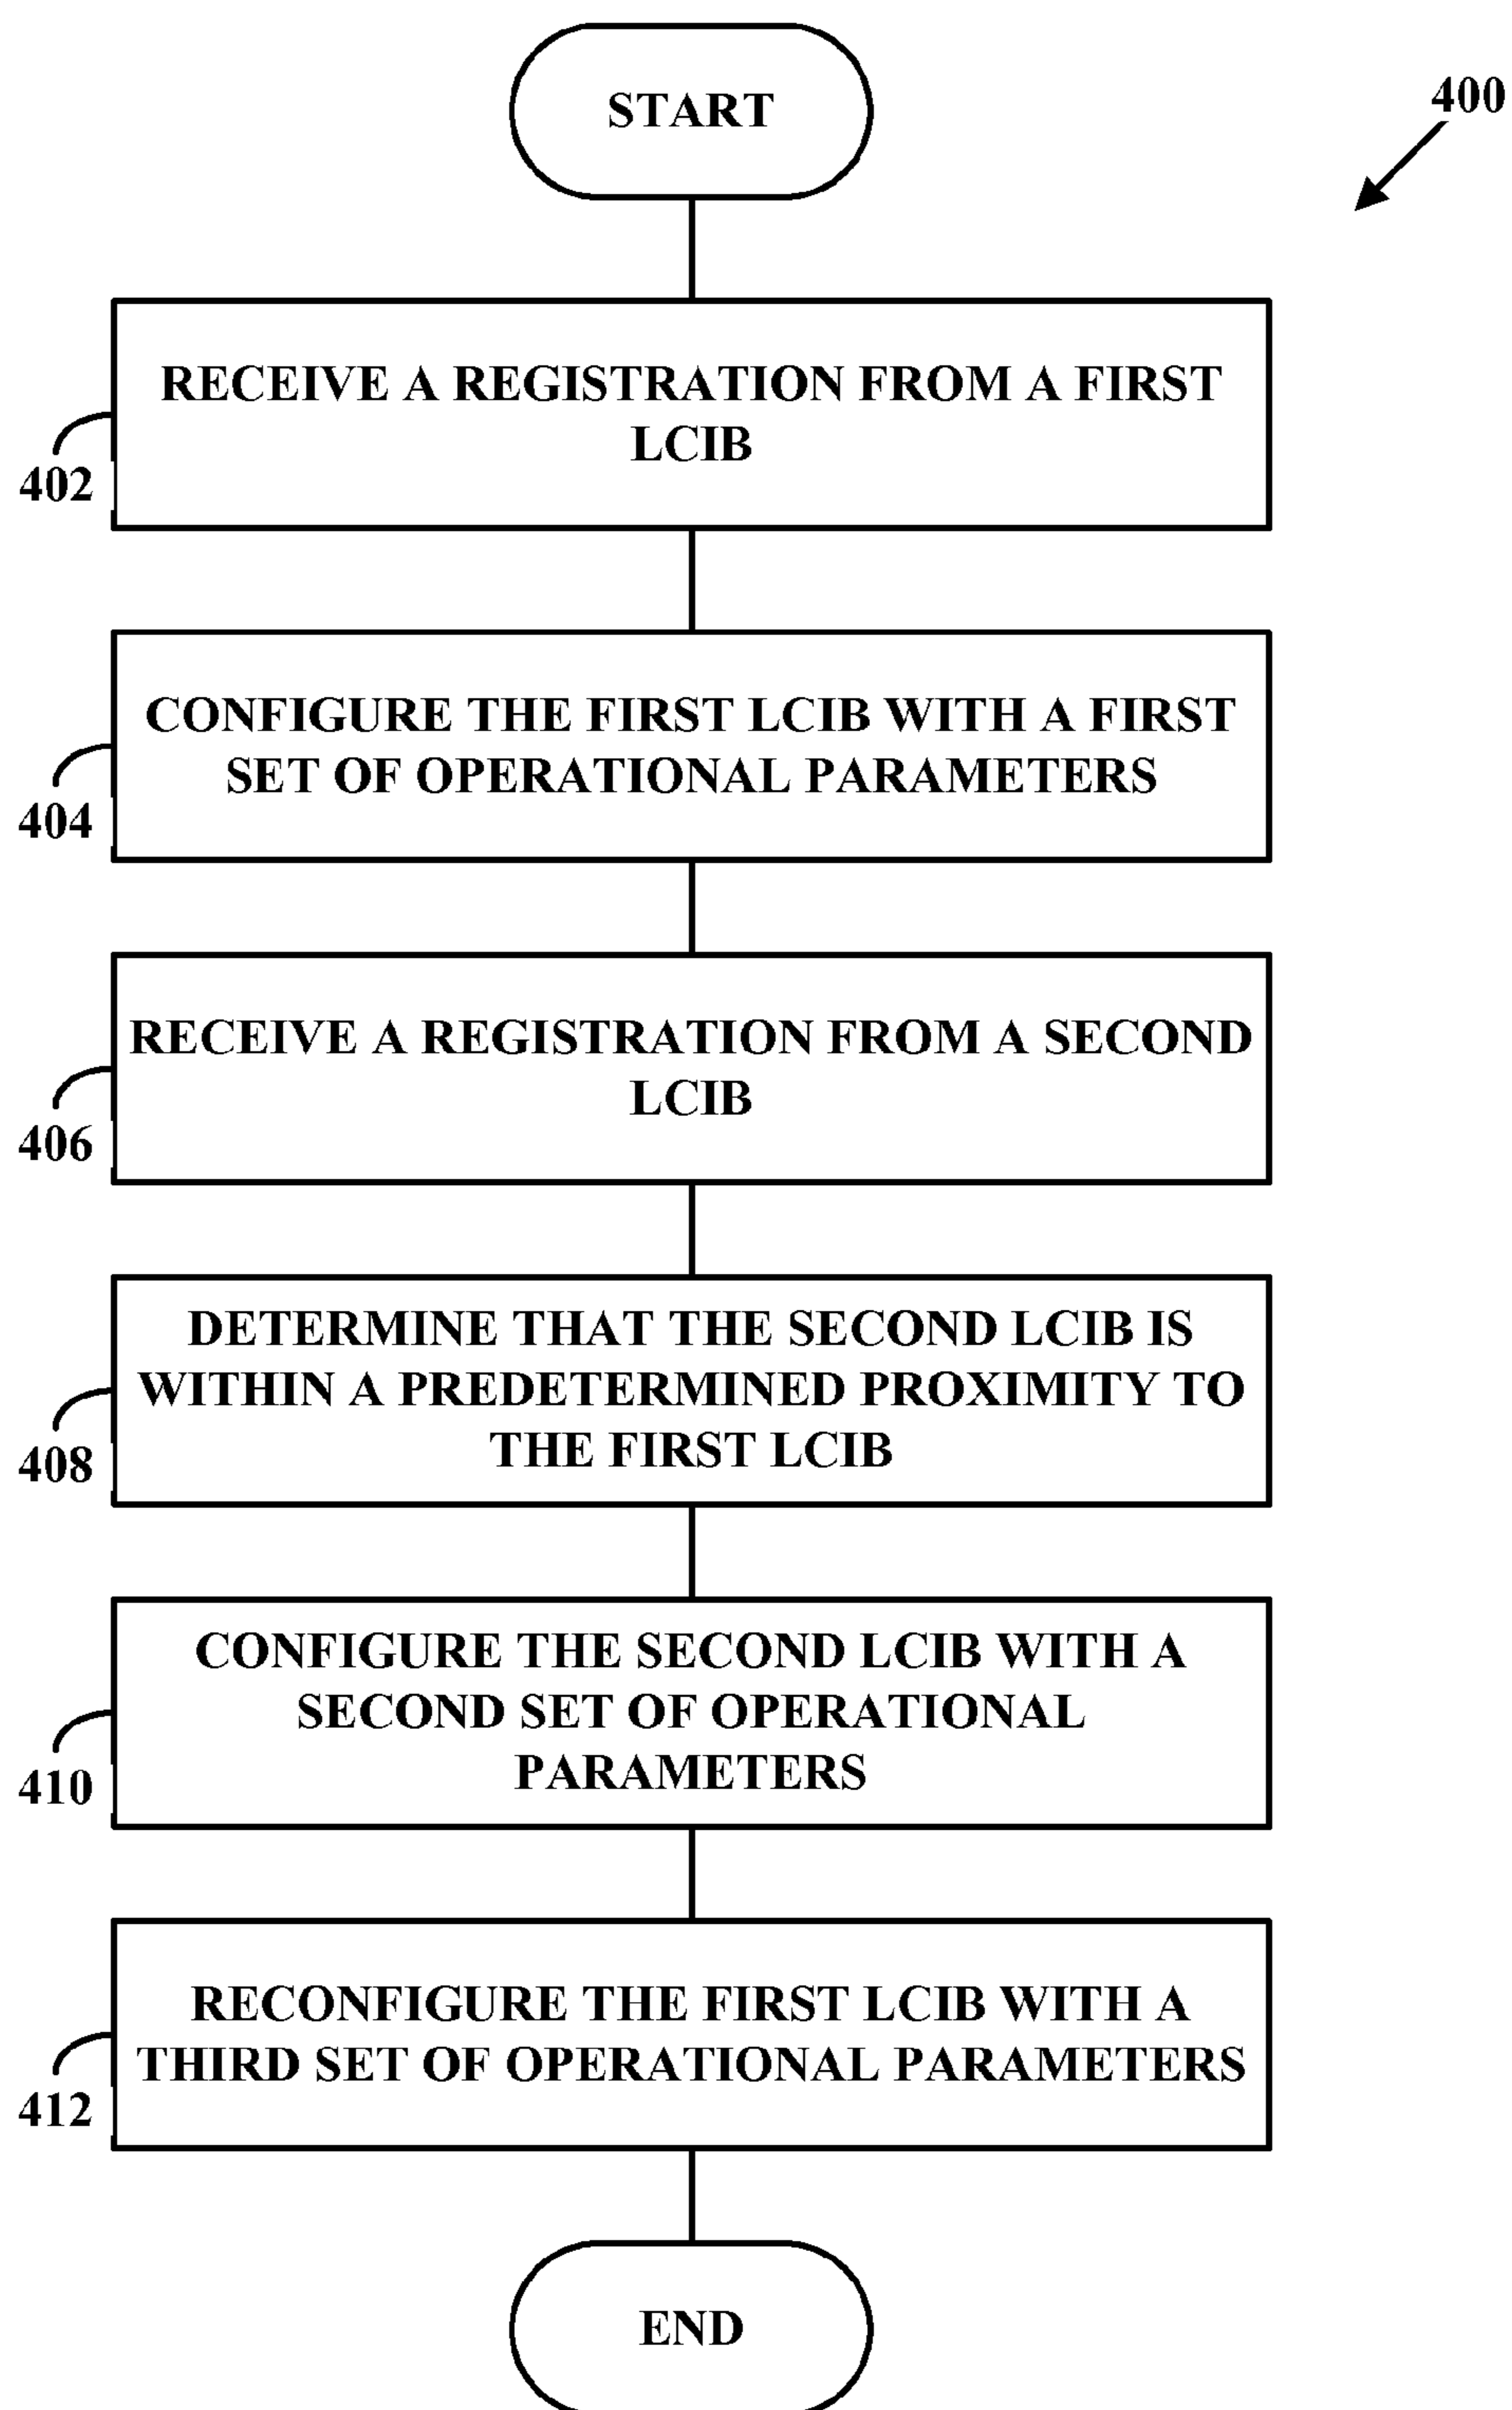 START
400
RECEIVE A REGISTRATION FROM A FIRST
LCIB
402
CONFIGURE THE FIRST LCIB WITH A FIRST
SET OF OPERATIONAL PARAMETERS
404
RECEIVE A REGISTRATION FROM A SECOND
LCIB
406
DETERMINE THAT THE SECOND LCIB IS
WITHIN A PREDETERMINED PROXIMITY TO
THE FIRST LCIB
408
CONFIGURE THE SECOND LCIB WITH A
SECOND SET OF OPERATIONAL
PARAMETERS
410
RECONFIGURE THE FIRST LCIB WITH A
THIRD SET OF OPERATIONAL PARAMETERS
412
END